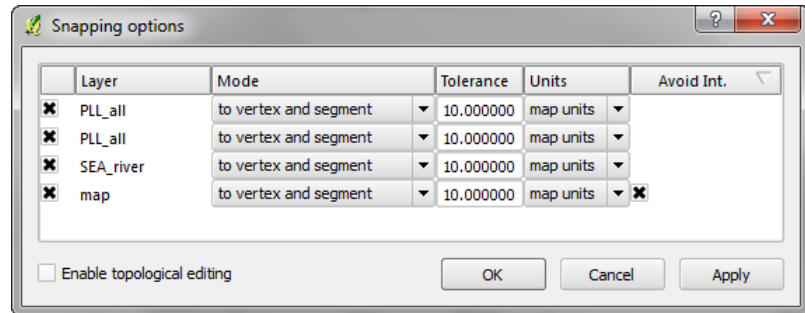 Snapping options
Layer Mode Tolerance Units Avoid Int.
PLL_all to vertex and segment 10.000000 map units
PLL_all to vertex and segment 10.000000 map units
SEA_river to vertex and segment 10.000000 map units
map to vertex and segment 10.000000 map units
Enable topological editing OK Cancel Apply